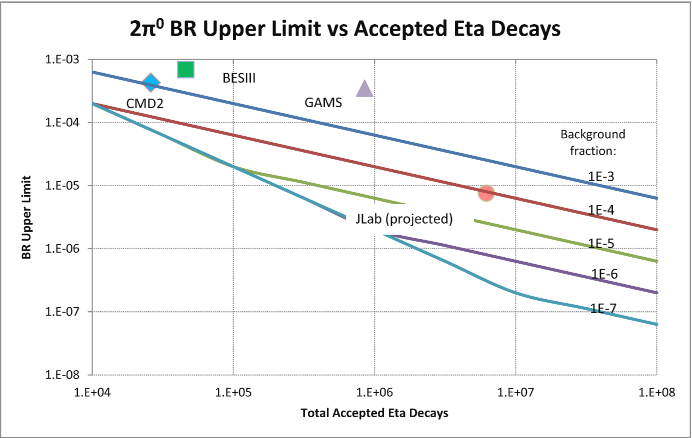 2π⁰ BR Upper Limit vs Accepted Eta Decays
1.E-03
BESIII
CMD2
GAMS
1.E-04
Background
fraction:
1E-3
1.E-05
1E-4
JLab (projected)
1E-5
1.E-06
1E-6
1.E-07
1E-7
1.E-08
BR Upper Limit
1.E+04
1.E+05
1.E+06
1.E+07
1.E+08
Total Accepted Eta Decays